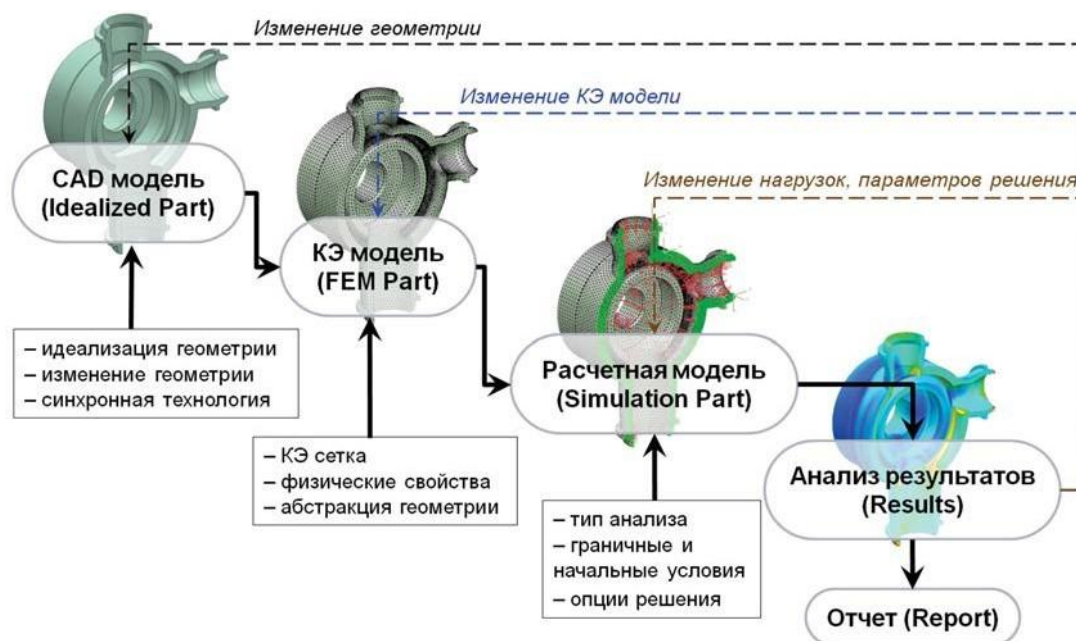 Изменение геометрии
Изменение КЭ модели
CAD модель
(Idealized Part)
Изменение нагрузок, параметров решения
КЭ модель
(FEM Part)
– идеализация геометрии
– изменение геометрии
– синхронная технология
Расчетная модель
(Simulation Part)
– КЭ сетка
– физические свойства
– абстракция геометрии
Анализ результатов
(Results)
– тип анализа
– граничные и
начальные условия
– опции решения
Отчет (Report)